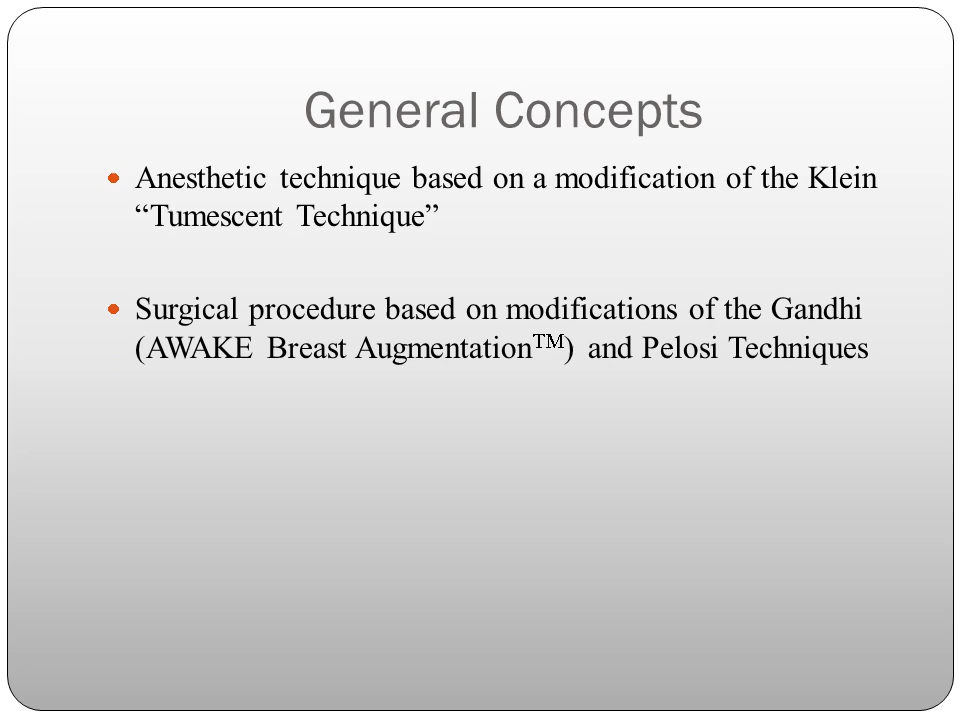 General Concepts
Anesthetic technique based on a modification of the Klein
“Tumescent Technique”
Surgical procedure based on modifications of the Gandhi
(AWAKE Breast Augmentation™) and Pelosi Techniques